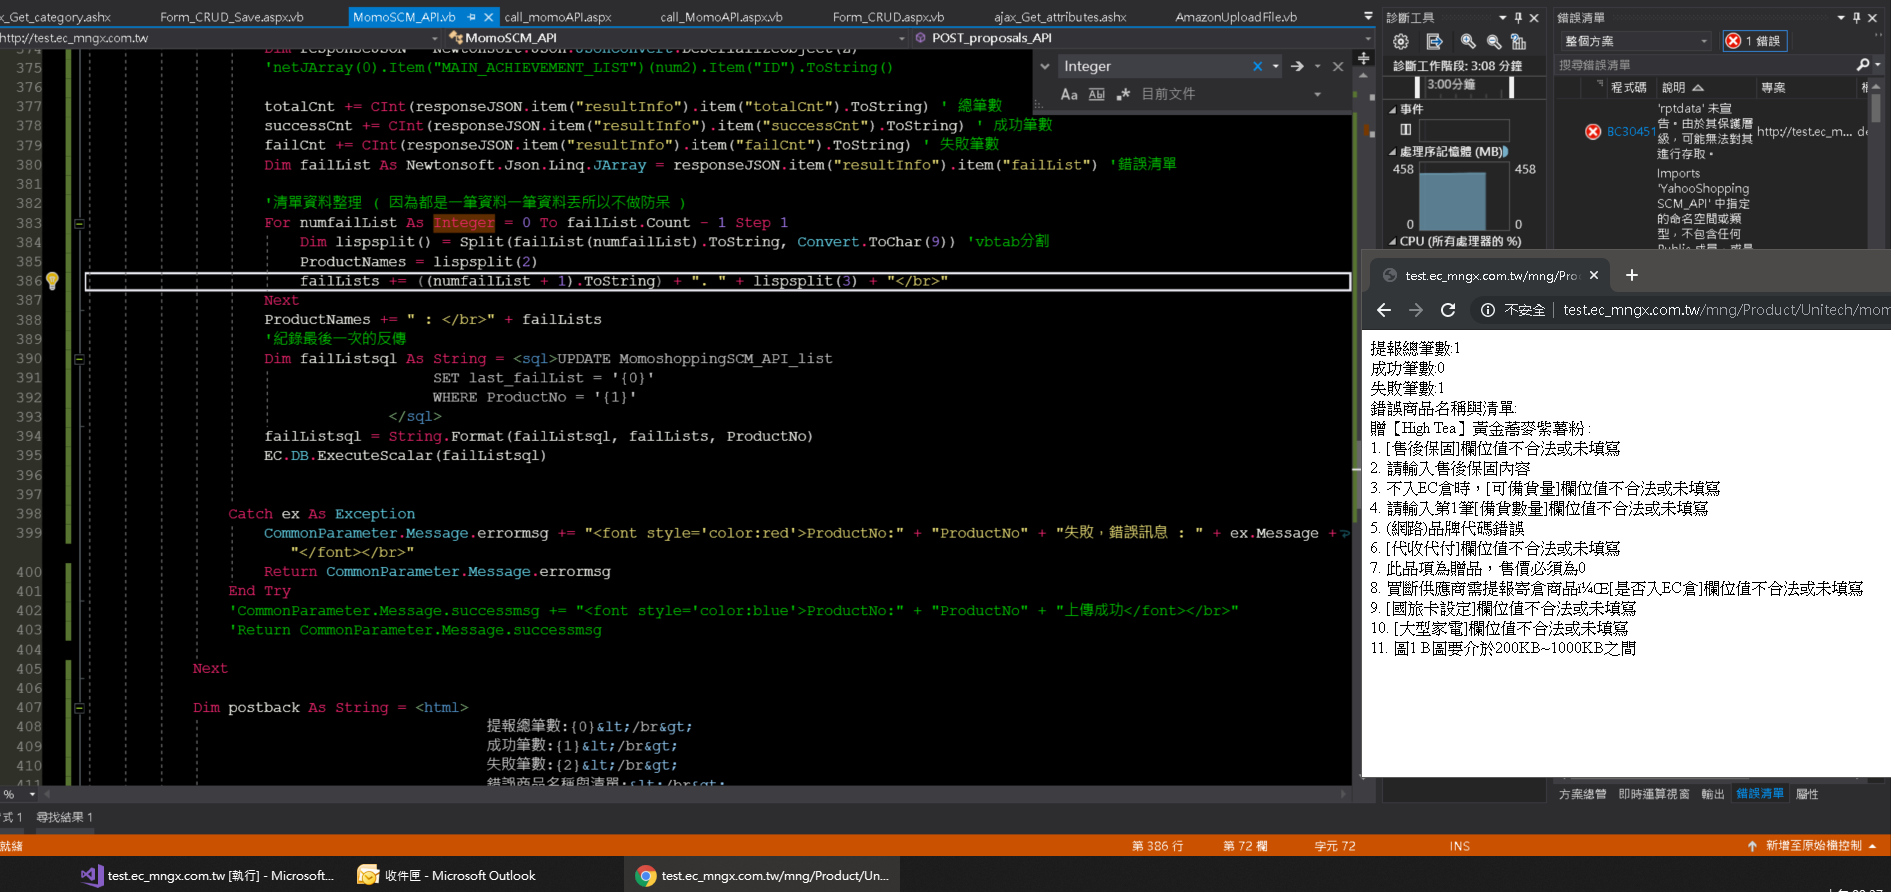 x_Get_category.ashx
Form_CRUD_Save.aspx.vb
MomoSCM_API.vb
call_momoAPI.aspx
call_MomoAPI.aspx.vb
Form_CRUD.aspx.vb
ajax_Get_attributes.ashx
AmazonUploadFile.vb
http://test.ec_mngx.com.tw
MomoSCM_API
POST_proposals_API
Integer
Aa Abl .* 目前文件
374 Dim responseJSON = Newtonsoft.Json.JsonConvert.DeserializeObject(z)
375 'netJArray(0).Item("MAIN_ACHIEVEMENT_LIST")(num2).Item("ID").ToString()
376
377 totalCnt += CInt(responseJSON.item("resultInfo").item("totalCnt").ToString) ' 總筆數
378 successCnt += CInt(responseJSON.item("resultInfo").item("successCnt").ToString) ' 成功筆數
379 failCnt += CInt(responseJSON.item("resultInfo").item("failCnt").ToString) ' 失敗筆數
380 Dim failList As Newtonsoft.Json.Linq.JArray = responseJSON.item("resultInfo").item("failList") '錯誤清單
381
382 '清單資料整理 ( 因為都是一筆資料一筆資料丟所以不做防呆 )
383 For numfailList As Integer = 0 To failList.Count - 1 Step 1
384 Dim lispsplit() = Split(failList(numfailList).ToString, Convert.ToChar(9)) 'vbtab分割
385 ProductNames = lispsplit(2)
386 failLists += ((numfailList + 1).ToString) + ". " + lispsplit(3) + "</br>"
387 Next
388 ProductNames += " : </br>" + failLists
389 '紀錄最後一次的反傳
390 Dim failListsql As String = <sql>UPDATE MomoshoppingSCM_API_list
391 SET last_failList = '{0}'
392 WHERE ProductNo = '{1}'
393 </sql>
394 failListsql = String.Format(failListsql, failLists, ProductNo)
395 EC.DB.ExecuteScalar(failListsql)
396
397
398 Catch ex As Exception
399 CommonParameter.Message.errormsg += "<font style='color:red'>ProductNo:" + "ProductNo" + "失敗，錯誤訊息 : " + ex.Message +
"</font></br>"
400 Return CommonParameter.Message.errormsg
401 End Try
402 'CommonParameter.Message.successmsg += "<font style='color:blue'>ProductNo:" + "ProductNo" + "上傳成功</font></br>"
403 'Return CommonParameter.Message.successmsg
404
405 Next
406
407 Dim postback As String = <html>
408 提報總筆數:{0}&lt;/br&gt;
409 成功筆數:{1}&lt;/br&gt;
410 失敗筆數:{2}&lt;/br&gt;
411 錯誤商品名稱與清單:&lt;/br&gt;
診斷工具
診斷工作階段: 3:08 分鐘
3:00分鐘
事件
處理序記憶體 (MB)
458 458
0 0
CPU (所有處理器的 %)
錯誤清單
整個方案
1 錯誤
搜尋錯誤清單
程式碼 說明 專案
BC30451
'rptdata' 未宣
告。由於其保護層
級，可能無法對其
進行存取。
http://test.ec_m...
Imports
'YahooShopping
SCM_API' 中指定
的命名空間或類
型，不包含任何
test.ec_mngx.com.tw/mng/Pro
不安全 | test.ec_mngx.com.tw/mng/Product/Unitech/mom
提報總筆數:1
成功筆數:0
失敗筆數:1
錯誤商品名稱與清單:
贈【High Tea】黃金蕎麥紫薯粉 :
1. [售後保固]欄位值不合法或未填寫
2. 請輸入售後保固內容
3. 不入EC倉時，[可備貨量]欄位值不合法或未填寫
4. 請輸入第1筆[備貨數量]欄位值不合法或未填寫
5. (網路)品牌代碼錯誤
6. [代收代付]欄位值不合法或未填寫
7. 此品項為贈品，售價必須為0
8. 買斷供應商需提報寄倉商品ï¼Œ[是否入EC倉]欄位值不合法或未填寫
9. [國旅卡設定]欄位值不合法或未填寫
10. [大型家電]欄位值不合法或未填寫
11. 圖1 B圖要介於200KB~1000KB之間
方案總管 即時運算視窗 輸出 錯誤清單 屬性
%
式 1 尋找結果 1
就緒
第 386 行
第 72 欄
字元 72
INS
新增至原始檔控制
test.ec_mngx.com.tw [執行] - Microsoft...
收件匣 - Microsoft Outlook
test.ec_mngx.com.tw/mng/Product/Un...